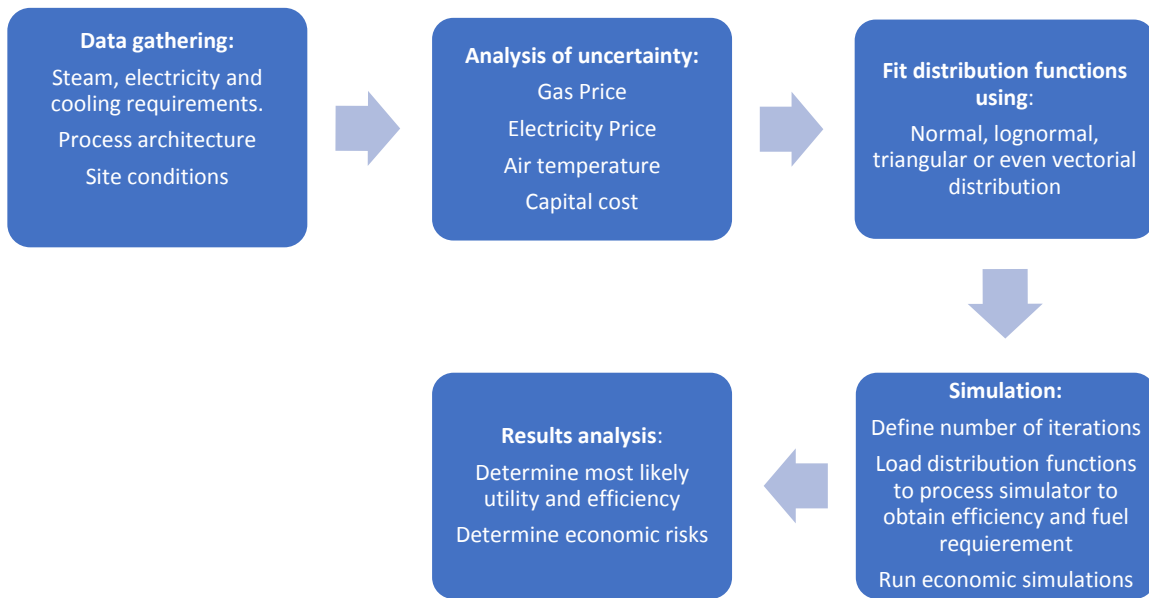 Data gathering:
Steam, electricity and
cooling requirements.
Process architecture
Site conditions
Analysis of uncertainty:
Gas Price
Electricity Price
Air temperature
Capital cost
Fit distribution functions
using:
Normal, lognormal,
triangular or even vectorial
distribution
Simulation:
Define number of iterations
Load distribution functions
to process simulator to
obtain efficiency and fuel
requierement
Run economic simulations
Results analysis:
Determine most likely
utility and efficiency
Determine economic risks